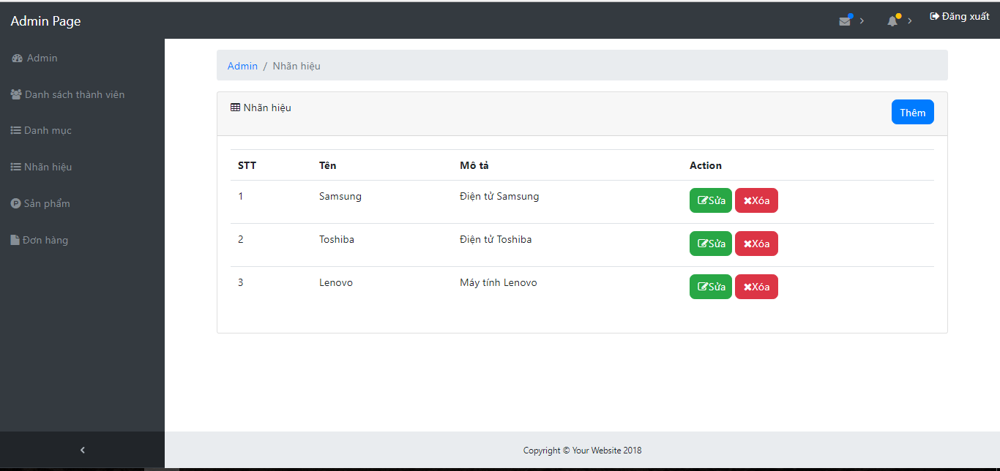 Admin Page
Đăng xuất
Admin
Danh sách thành viên
Danh mục
Nhãn hiệu
Sản phẩm
Đơn hàng
Admin / Nhãn hiệu
Nhãn hiệu
Thêm
STT Tên Mô tả Action
1 Samsung Điện tử Samsung Sửa Xóa
2 Toshiba Điện tử Toshiba Sửa Xóa
3 Lenovo Máy tính Lenovo Sửa Xóa
Copyright © Your Website 2018